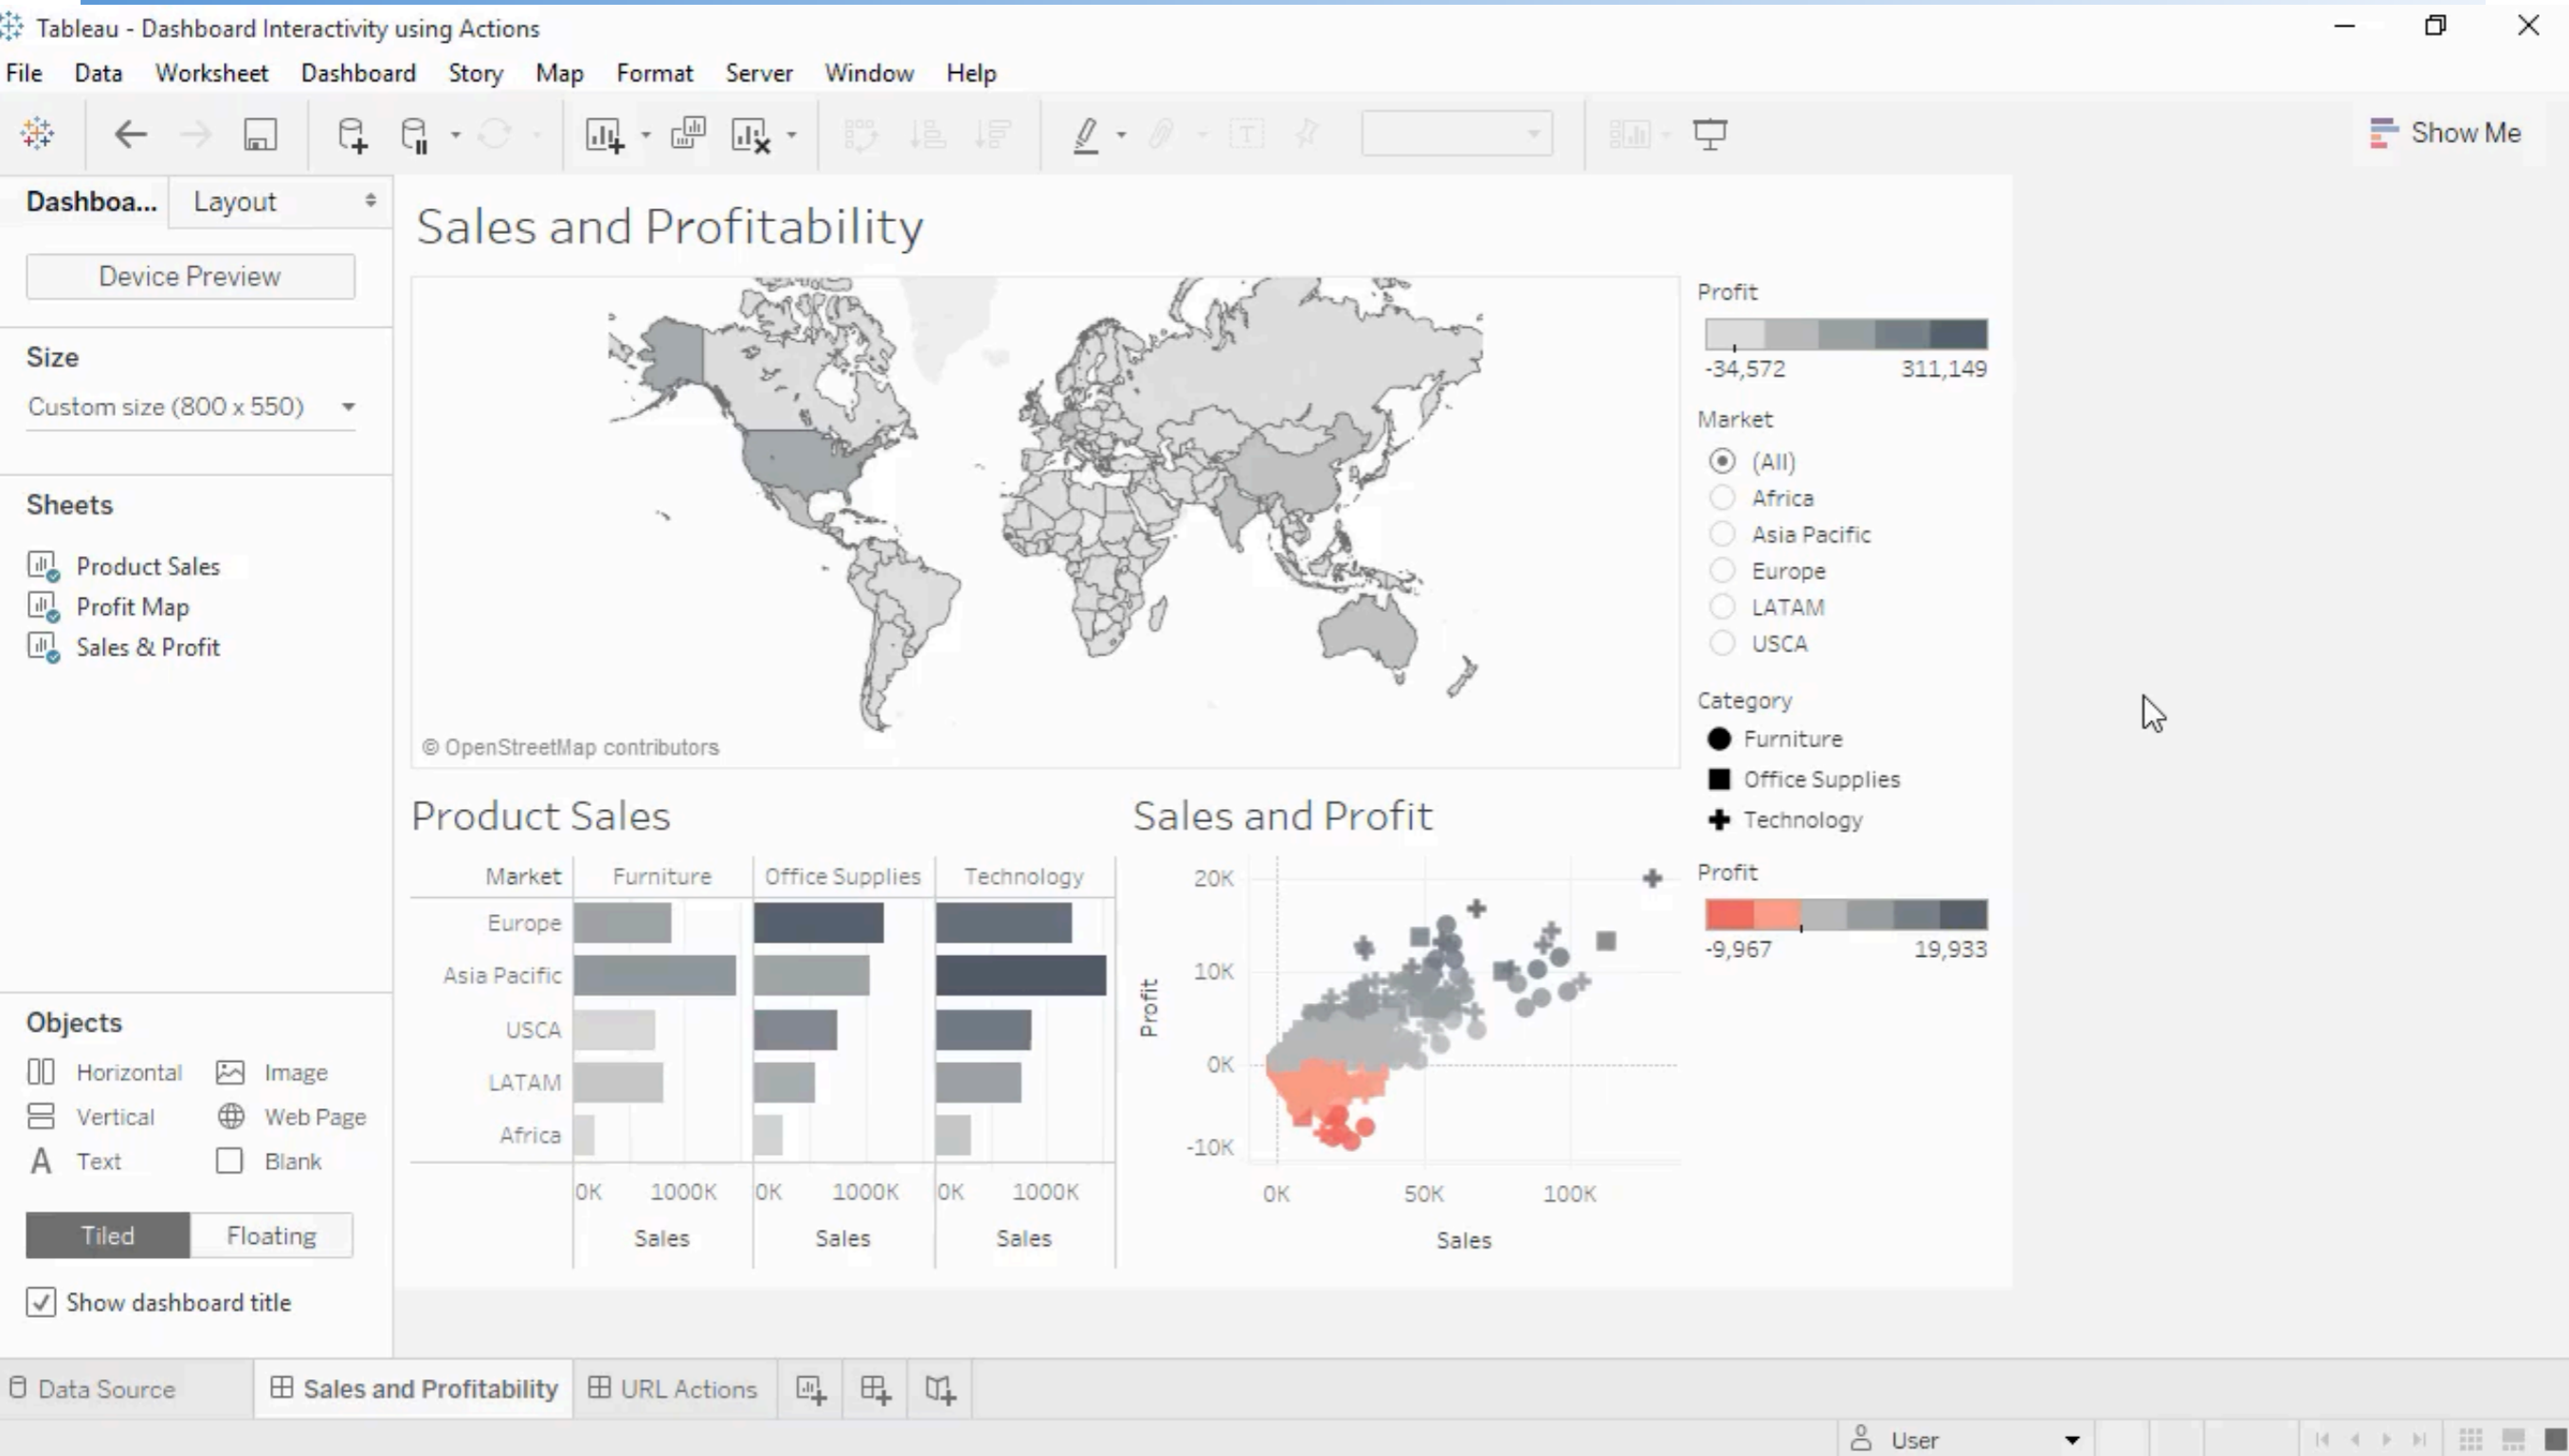 Tableau - Dashboard Interactivity using Actions
File Data Worksheet Dashboard Story Map Format Server Window Help
Show Me
Dashboa... Layout
Device Preview
Size
Custom size (800 x 550)
Sheets
Product Sales
Profit Map
Sales & Profit
Objects
Horizontal Image
Vertical Web Page
A Text Blank
Tiled Floating
Show dashboard title
Sales and Profitability
© OpenStreetMap contributors
Profit
-34,572 311,149
Market
(All)
Africa
Asia Pacific
Europe
LATAM
USCA
Category
Furniture
Office Supplies
Technology
Profit
-9,967 19,933
Product Sales
Market Furniture Office Supplies Technology
Europe
Asia Pacific
USCA
LATAM
Africa
0K 1000K 0K 1000K 0K 1000K
Sales Sales Sales
Sales and Profit
20K
10K
0K
-10K
Profit
0K 50K 100K
Sales
Data Source Sales and Profitability URL Actions
User